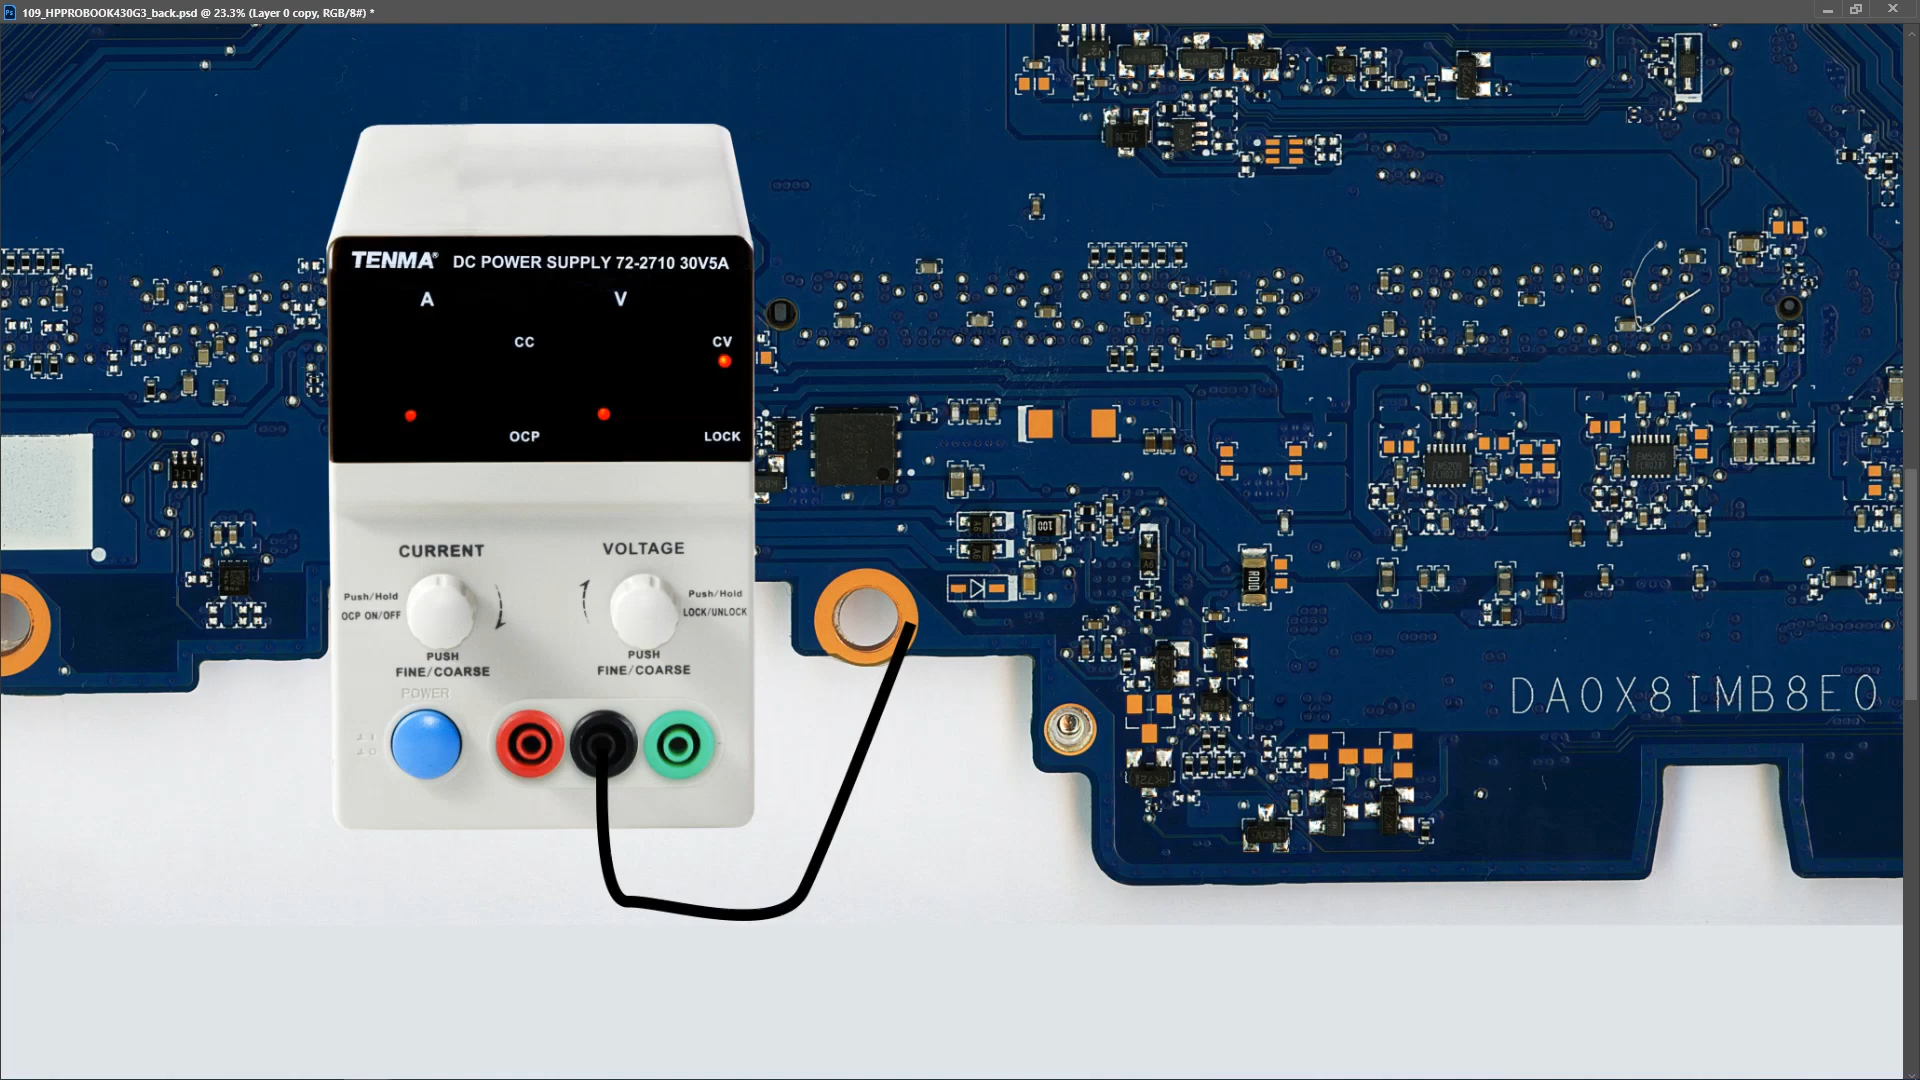 109_HPPROBOOK430G3_back.psd @ 23.3% (Layer 0 copy, RGB/8#) *
TENMA® DC POWER SUPPLY 72-2710 30V5A
A V
CC CV
OCP LOCK
CURRENT VOLTAGE
Push/Hold
OCP ON/OFF
Push/Hold
LOCK/UNLOCK
PUSH
FINE/COARSE
PUSH
FINE/COARSE
POWER
100
R010
DA0X8IMB8E0